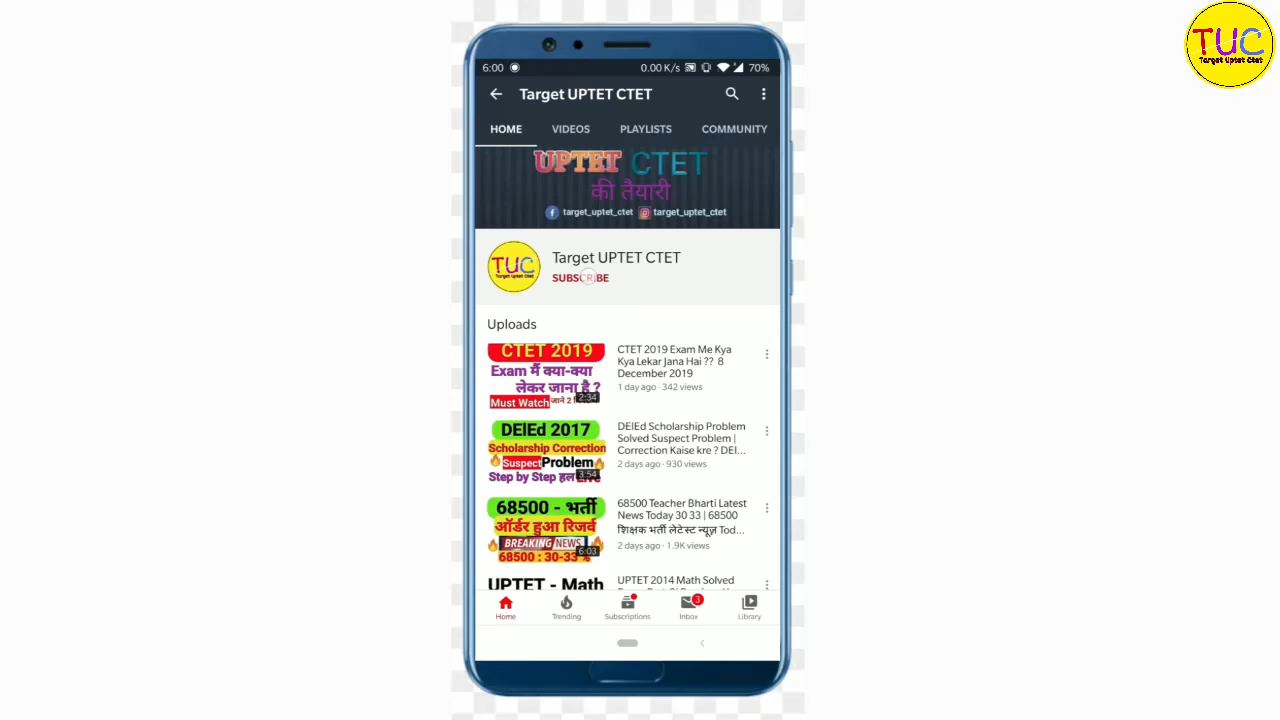 TUC
Target Uptet Ctet
6:00 0.00 K/s 70%
Target UPTET CTET
HOME VIDEOS PLAYLISTS COMMUNITY
UPTET CTET
की तैयारी
target_uptet_ctet target_uptet_ctet
TUC
Target Uptet Ctet
Target UPTET CTET
SUBSCRIBE
Uploads
CTET 2019
Exam मैं क्या-क्या
लेकर जाना है ?
Must Watch जाने 2
2:34
CTET 2019 Exam Me Kya
Kya Lekar Jana Hai ?? 8
December 2019
1 day ago · 342 views
DElEd 2017
Scholarship Correction
Suspect Problem
Step by Step हल
3:54
DElEd Scholarship Problem
Solved Suspect Problem |
Correction Kaise kre ? DEl...
2 days ago · 930 views
68500 - भर्ती
ऑर्डर हुआ रिजर्व
BREAKING NEWS
68500 : 30-33 %
6:03
68500 Teacher Bharti Latest
News Today 30 33 | 68500
शिक्षक भर्ती लेटेस्ट न्यूज़ Tod...
2 days ago · 1.9K views
UPTET - Math
UPTET 2014 Math Solved
Home Trending Subscriptions 3 Inbox Library